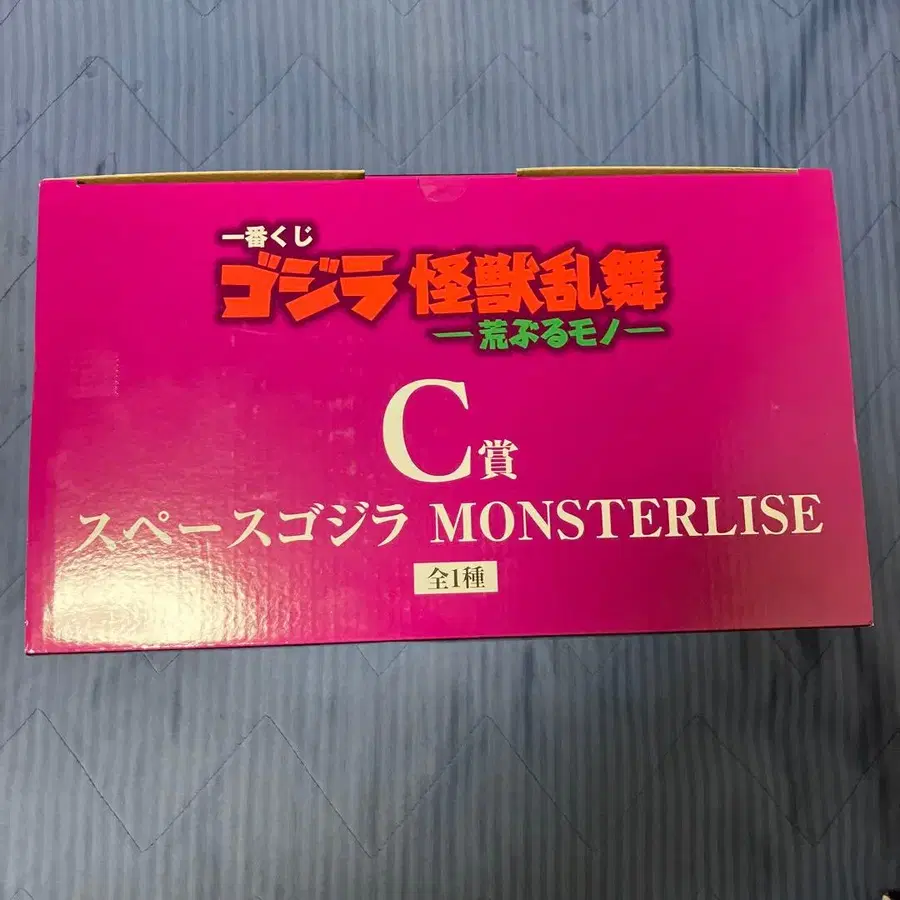 一番くじ
ゴジラ 怪獣乱舞
―荒ぶるモノ―
C賞
スペースゴジラ MONSTERLISE
全1種